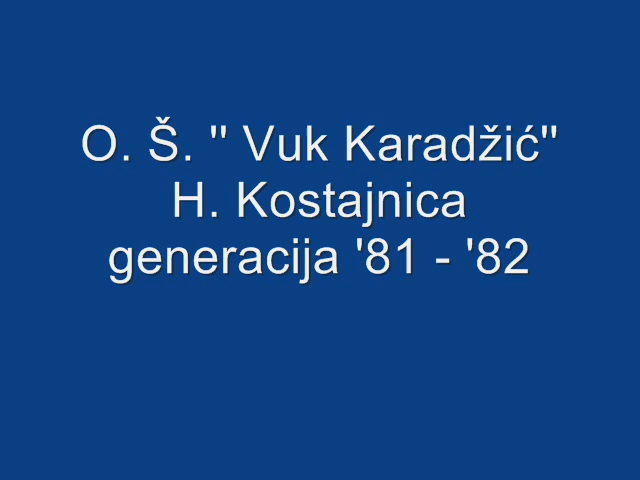 O. Š. " Vuk Karadžić"
H. Kostajnica
generacija '81 - '82